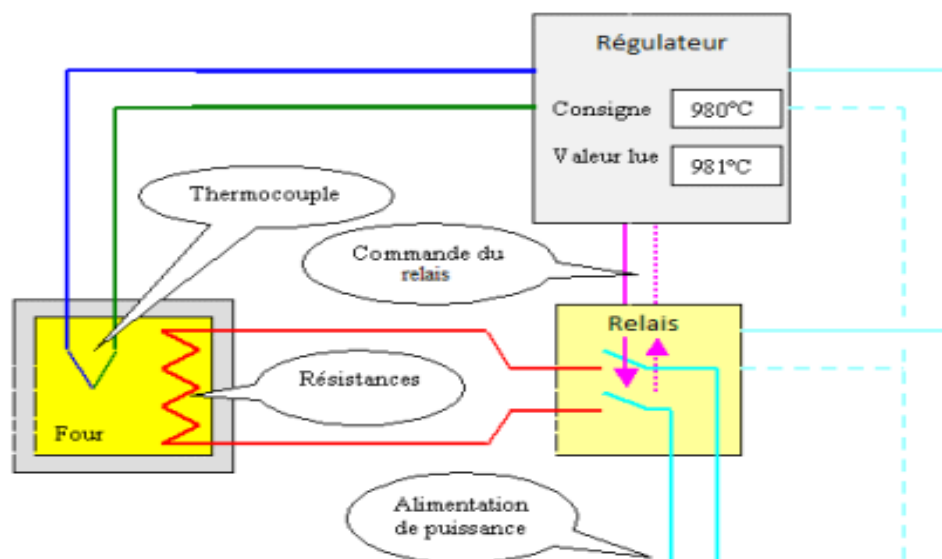 Régulateur
Consigne 980°C
Valeur lue 981°C
Thermocouple
Commande du
relais
Relais
Résistances
Four
Alimentation
de puissance